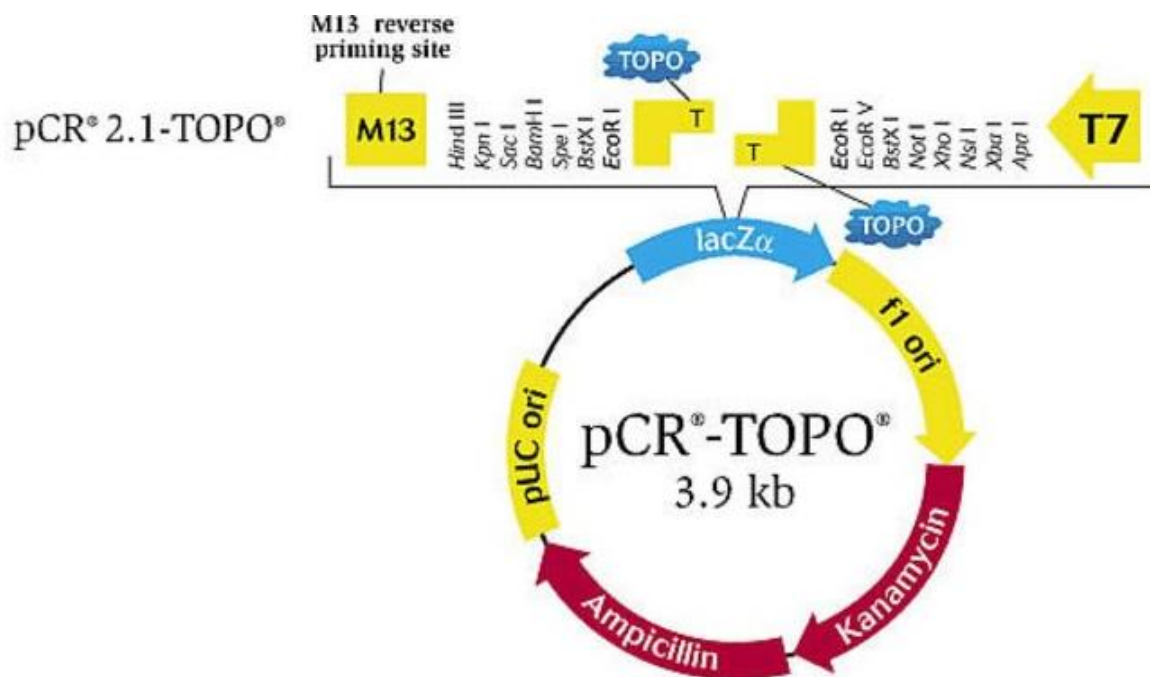 M13 reverse
priming site
pCR® 2.1-TOPO®
M13
Hind III
Kpn I
Sac I
BamH I
Spe I
BstX I
EcoR I
TOPO
T
T
TOPO
EcoR I
EcoR V
BstX I
Not I
Xho I
Nsi I
Xba I
Apa I
T7
lacZα
f1 ori
Kanamycin
Ampicillin
pUC ori
pCR®-TOPO®
3.9 kb